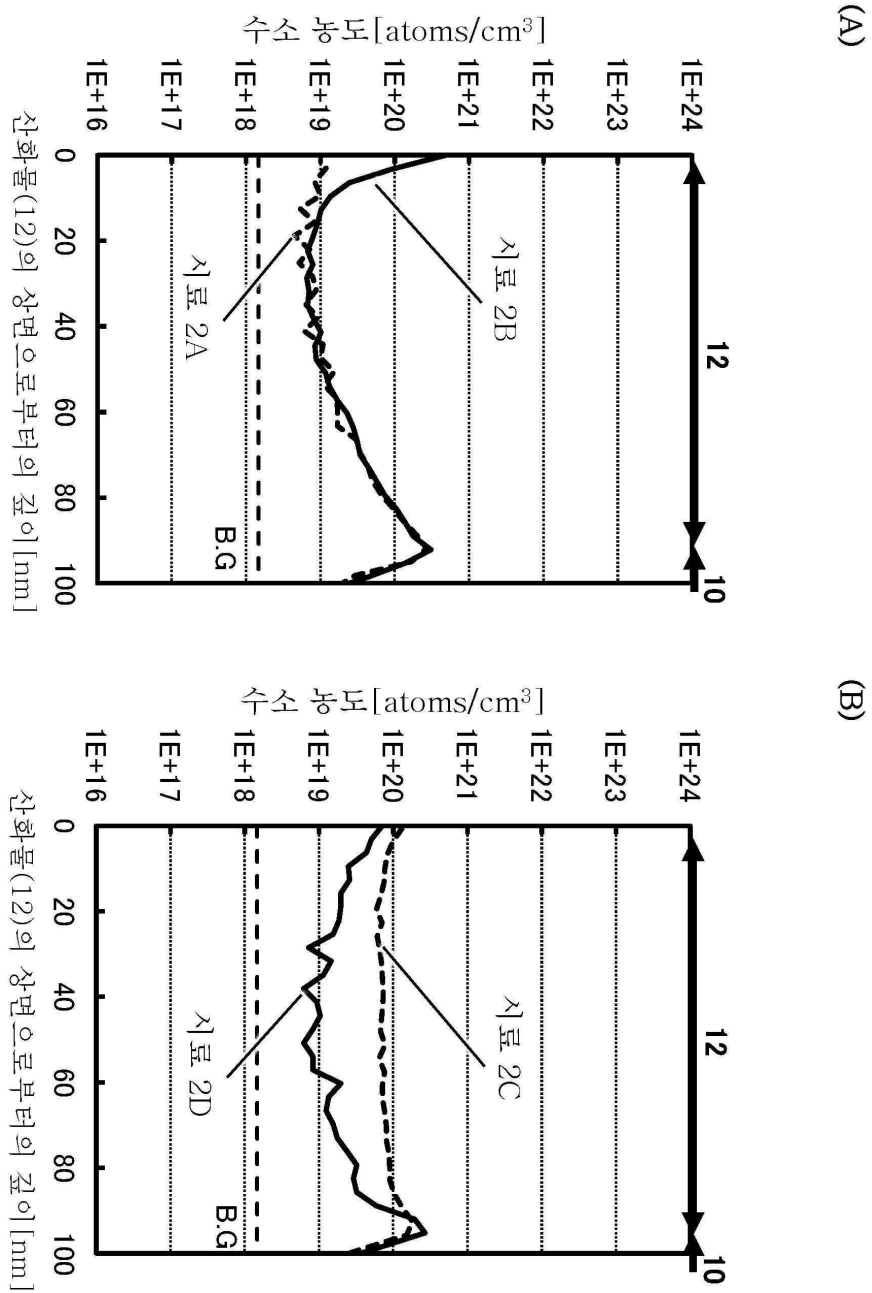 (A)
수소 농도[atoms/cm³]
1E+24
1E+23
1E+22
1E+21
1E+20
1E+19
1E+18
1E+17
1E+16
0
20
40
60
80
100
산화물(12)의 상면으로부터의 깊이[nm]
12
10
시료 2B
시료 2A
B.G
(B)
수소 농도[atoms/cm³]
1E+24
1E+23
1E+22
1E+21
1E+20
1E+19
1E+18
1E+17
1E+16
0
20
40
60
80
100
산화물(12)의 상면으로부터의 깊이[nm]
12
10
시료 2C
시료 2D
B.G